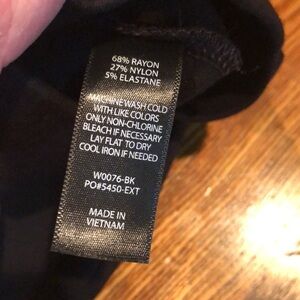 68% RAYON
27% NYLON
5% ELASTANE
MACHINE WASH COLD
WITH LIKE COLORS
ONLY NON-CHLORINE
BLEACH IF NECESSARY
LAY FLAT TO DRY
COOL IRON IF NEEDED
W0076-BK
PO#5450-EXT
MADE IN
VIETNAM